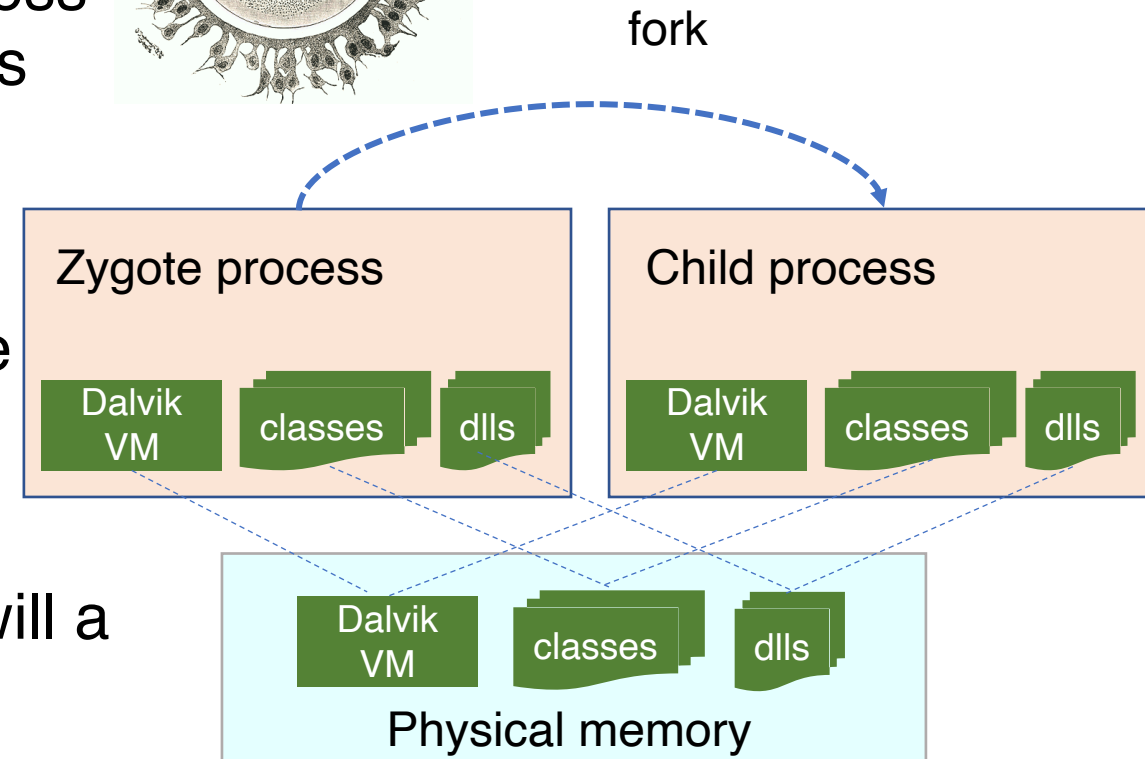 fork
s
Zygote process
Child process
e
Dalvik
VM
classes
dlls
Dalvik
VM
classes
dlls
will a
Dalvik
VM
classes
dlls
Physical memory